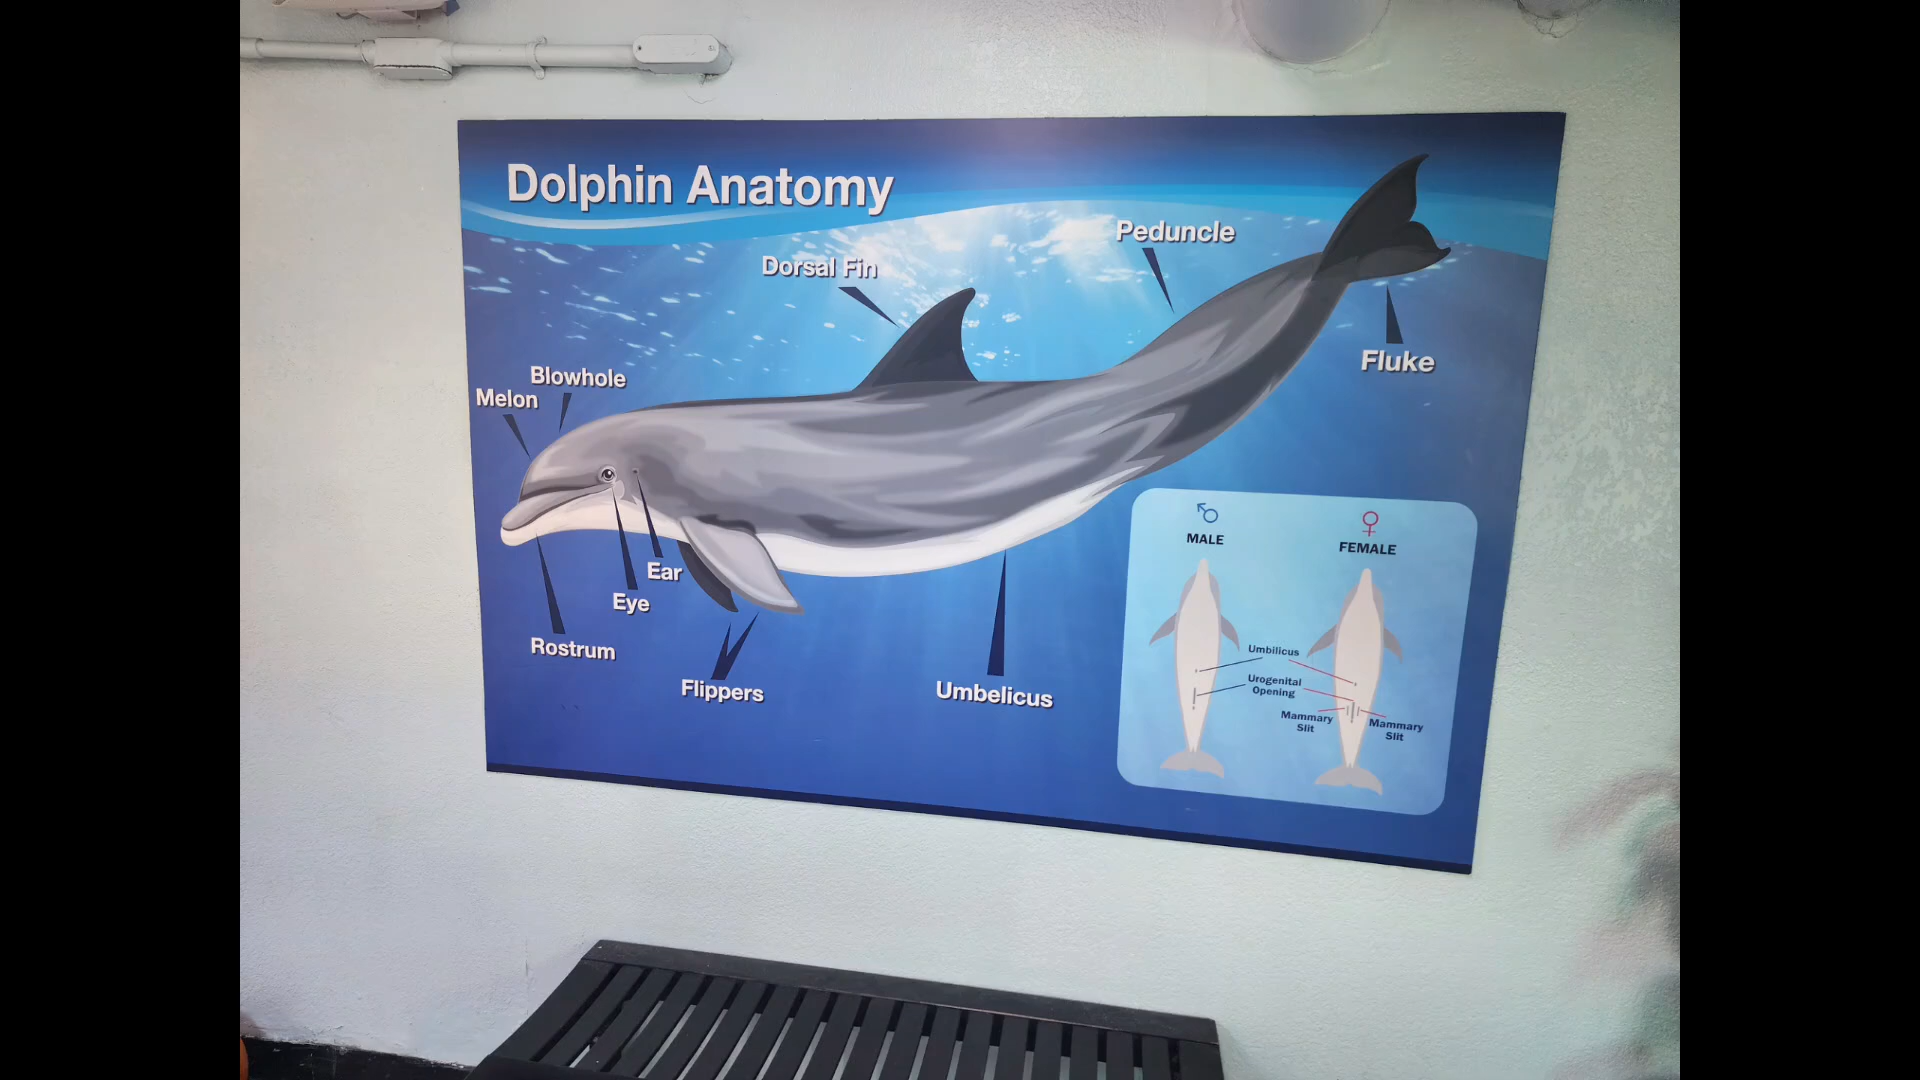 Dolphin Anatomy
Peduncle
Dorsal Fin
Fluke
Blowhole
Melon
Ear
Eye
Rostrum
Flippers
Umbelicus
MALE
FEMALE
Umbilicus
Urogenital
Opening
Mammary
Slit
Mammary
Slit